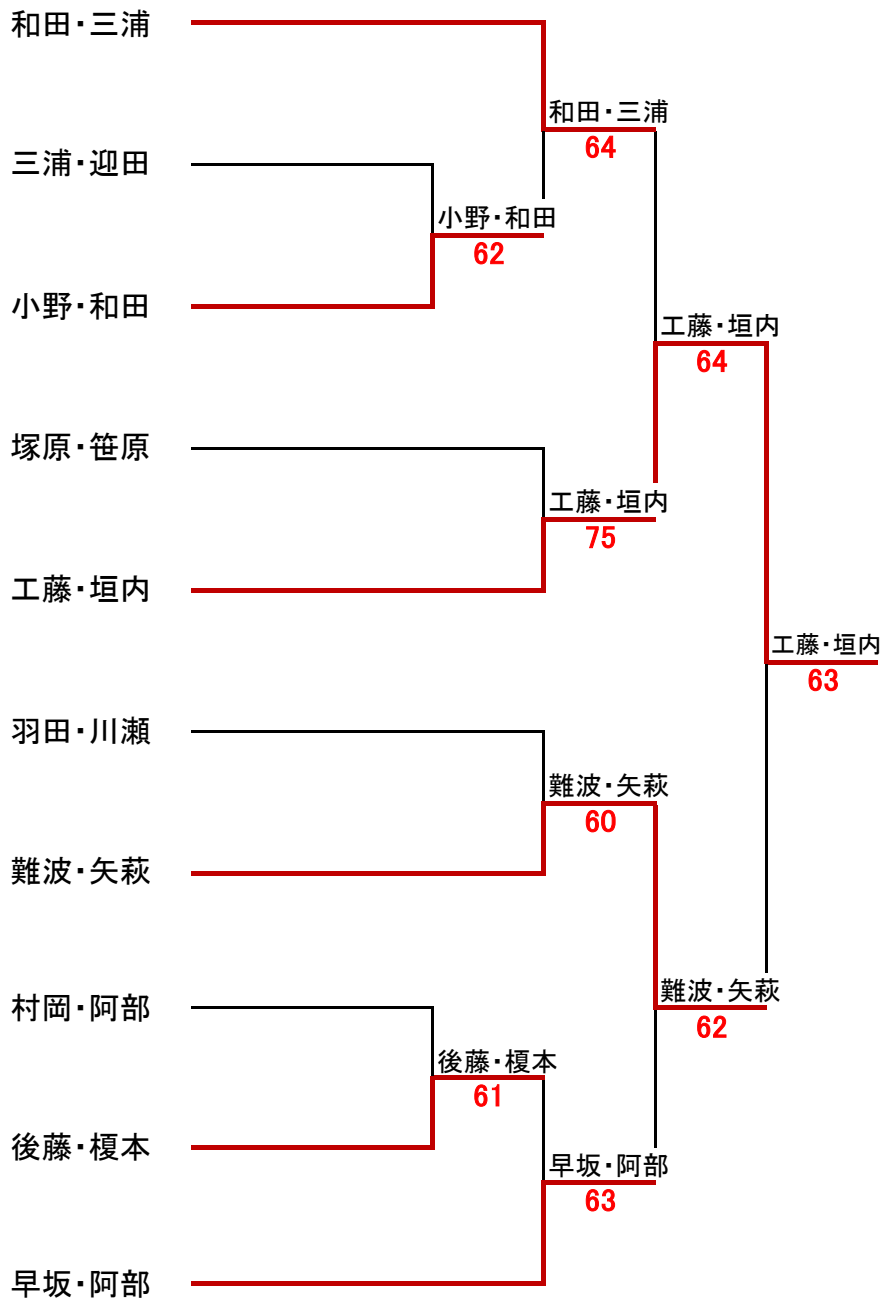 和田・三浦
和田・三浦
64
三浦・迎田
小野・和田
62
小野・和田
工藤・垣内
64
塚原・笹原
工藤・垣内
75
工藤・垣内
工藤・垣内
63
羽田・川瀬
難波・矢萩
60
難波・矢萩
難波・矢萩
62
村岡・阿部
後藤・榎本
61
後藤・榎本
早坂・阿部
63
早坂・阿部